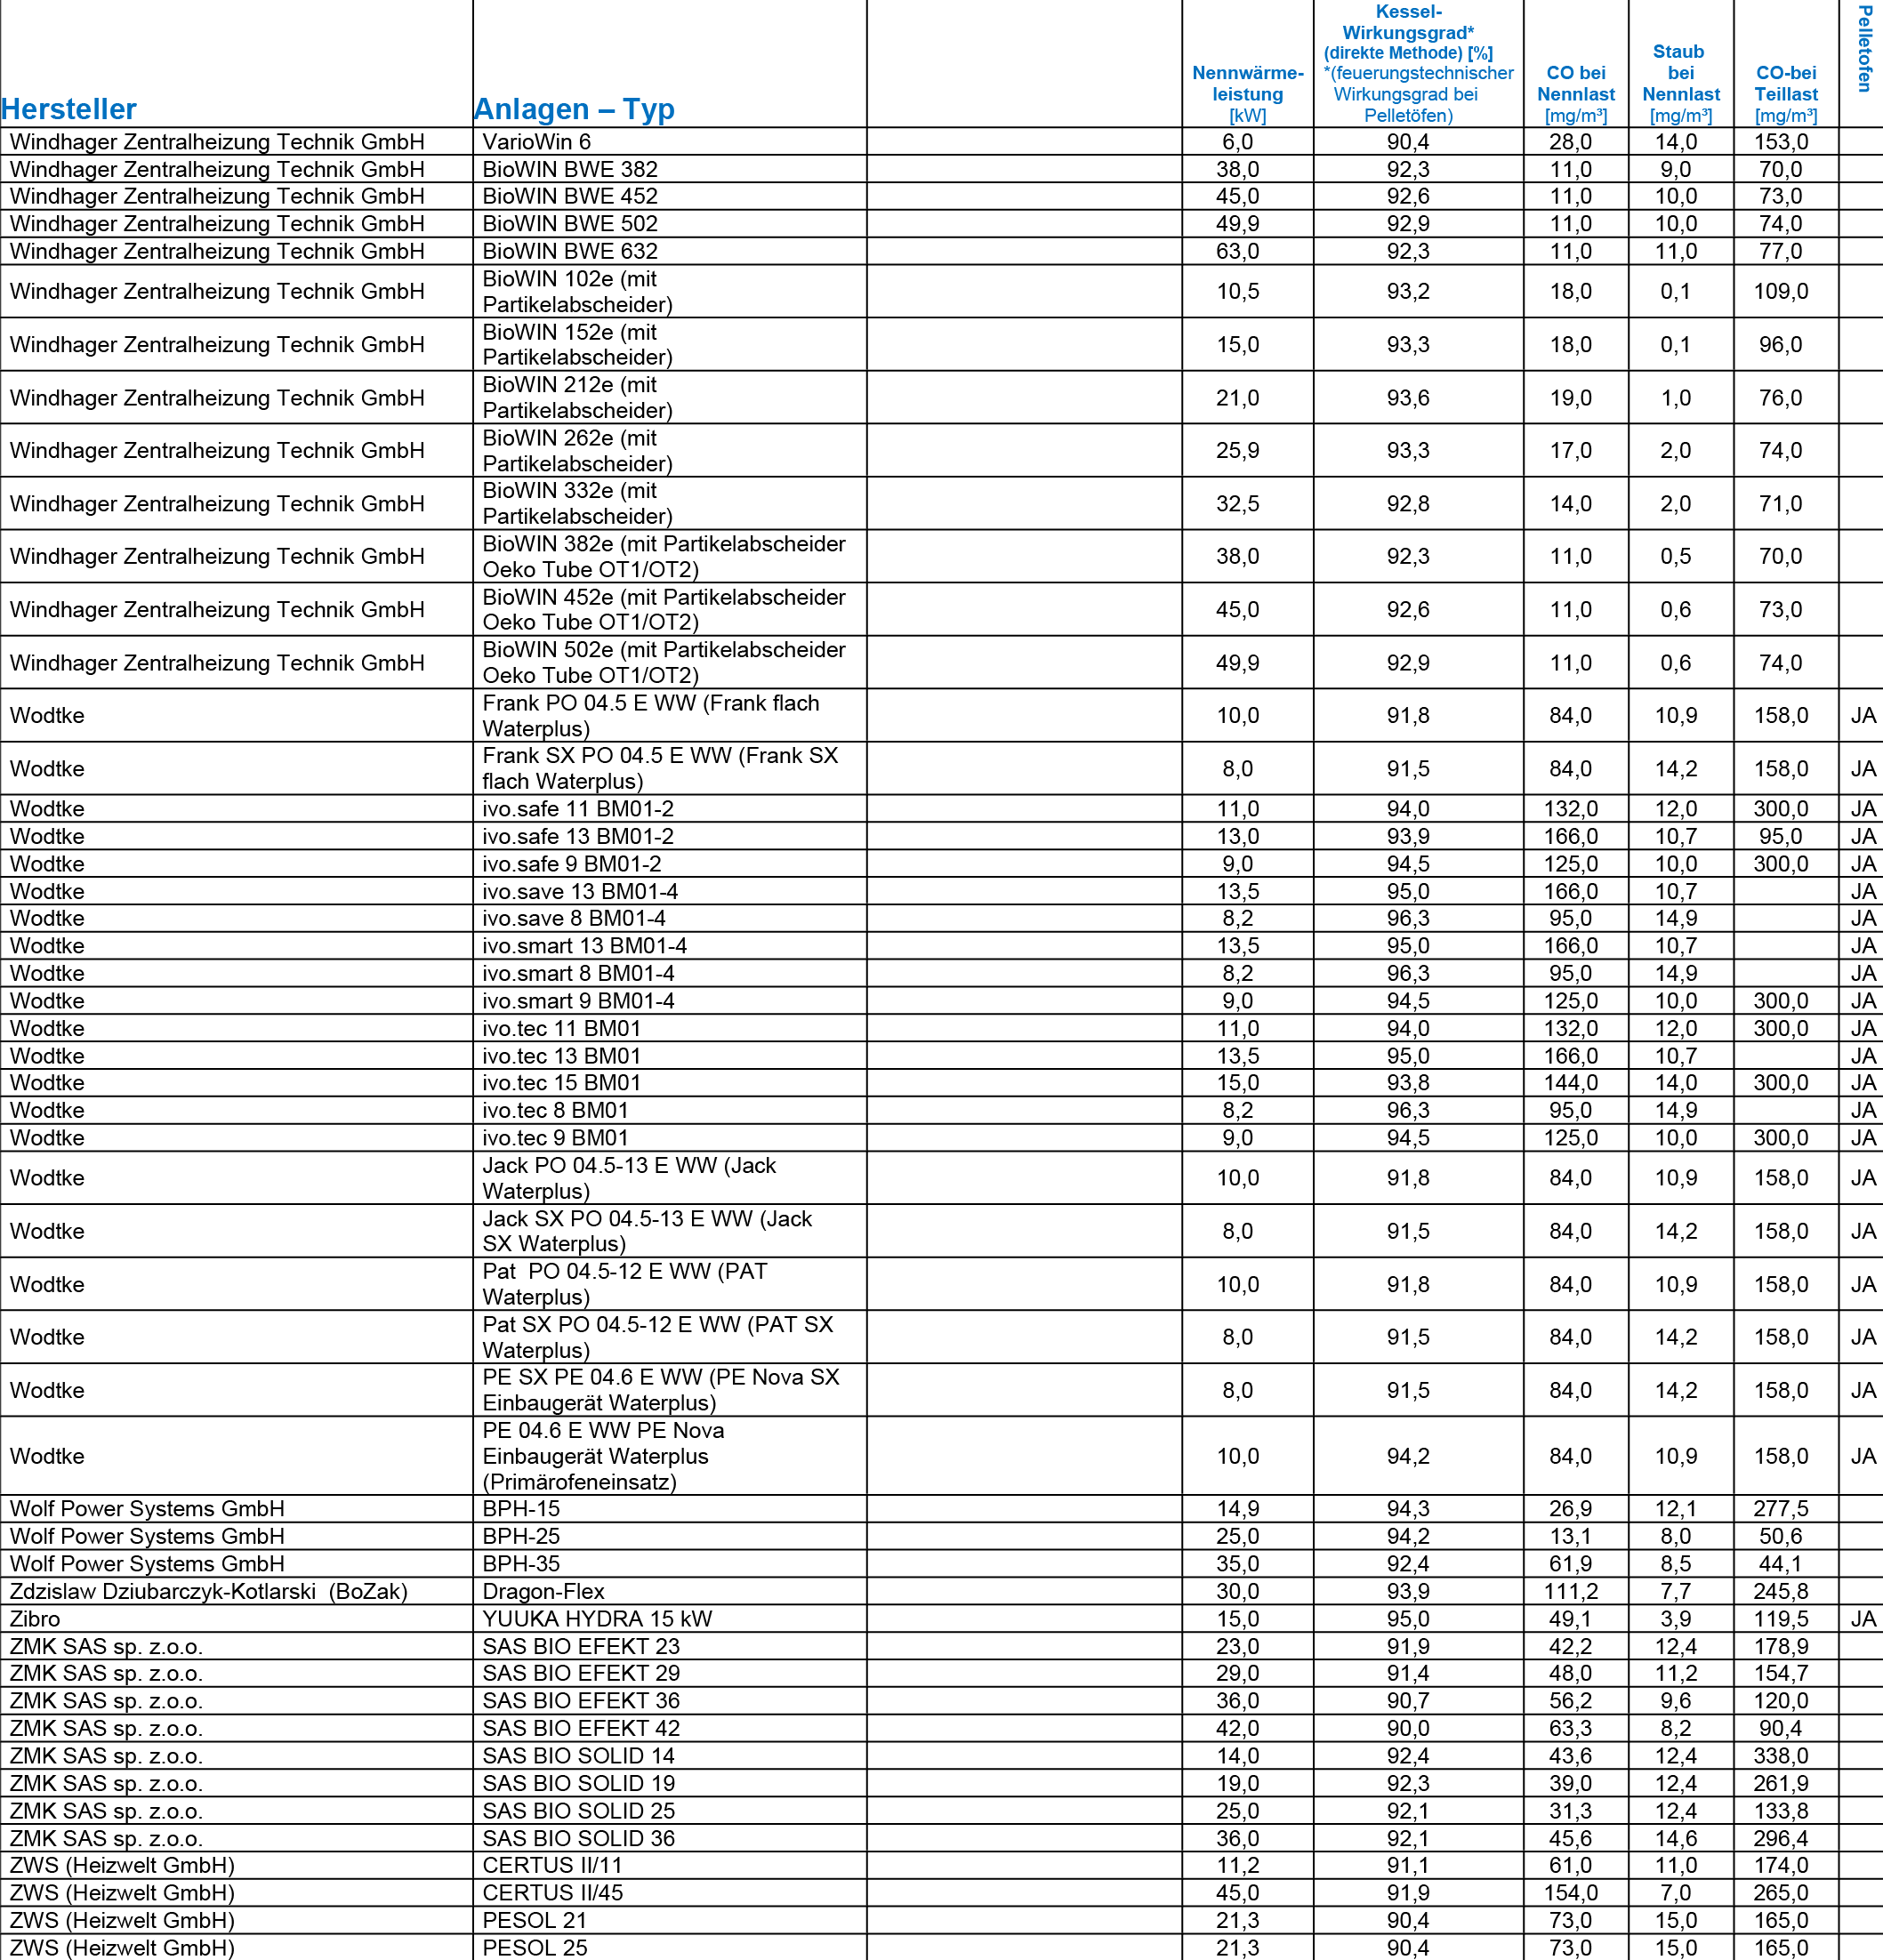 Hersteller Anlagen – Typ Nennwärme-leistung [kW] Kessel-Wirkungsgrad* (direkte Methode) [%] *(feuerungstechnischer Wirkungsgrad bei Pelletöfen) CO bei Nennlast [mg/m³] Staub bei Nennlast [mg/m³] CO-bei Teillast [mg/m³] Pelletofen
Windhager Zentralheizung Technik GmbH VarioWin 6 6,0 90,4 28,0 14,0 153,0
Windhager Zentralheizung Technik GmbH BioWIN BWE 382 38,0 92,3 11,0 9,0 70,0
Windhager Zentralheizung Technik GmbH BioWIN BWE 452 45,0 92,6 11,0 10,0 73,0
Windhager Zentralheizung Technik GmbH BioWIN BWE 502 49,9 92,9 11,0 10,0 74,0
Windhager Zentralheizung Technik GmbH BioWIN BWE 632 63,0 92,3 11,0 11,0 77,0
Windhager Zentralheizung Technik GmbH BioWIN 102e (mit Partikelabscheider) 10,5 93,2 18,0 0,1 109,0
Windhager Zentralheizung Technik GmbH BioWIN 152e (mit Partikelabscheider) 15,0 93,3 18,0 0,1 96,0
Windhager Zentralheizung Technik GmbH BioWIN 212e (mit Partikelabscheider) 21,0 93,6 19,0 1,0 76,0
Windhager Zentralheizung Technik GmbH BioWIN 262e (mit Partikelabscheider) 25,9 93,3 17,0 2,0 74,0
Windhager Zentralheizung Technik GmbH BioWIN 332e (mit Partikelabscheider) 32,5 92,8 14,0 2,0 71,0
Windhager Zentralheizung Technik GmbH BioWIN 382e (mit Partikelabscheider Oeko Tube OT1/OT2) 38,0 92,3 11,0 0,5 70,0
Windhager Zentralheizung Technik GmbH BioWIN 452e (mit Partikelabscheider Oeko Tube OT1/OT2) 45,0 92,6 11,0 0,6 73,0
Windhager Zentralheizung Technik GmbH BioWIN 502e (mit Partikelabscheider Oeko Tube OT1/OT2) 49,9 92,9 11,0 0,6 74,0
Wodtke Frank PO 04.5 E WW (Frank flach Waterplus) 10,0 91,8 84,0 10,9 158,0 JA
Wodtke Frank SX PO 04.5 E WW (Frank SX flach Waterplus) 8,0 91,5 84,0 14,2 158,0 JA
Wodtke ivo.safe 11 BM01-2 11,0 94,0 132,0 12,0 300,0 JA
Wodtke ivo.safe 13 BM01-2 13,0 93,9 166,0 10,7 95,0 JA
Wodtke ivo.safe 9 BM01-2 9,0 94,5 125,0 10,0 300,0 JA
Wodtke ivo.save 13 BM01-4 13,5 95,0 166,0 10,7 JA
Wodtke ivo.save 8 BM01-4 8,2 96,3 95,0 14,9 JA
Wodtke ivo.smart 13 BM01-4 13,5 95,0 166,0 10,7 JA
Wodtke ivo.smart 8 BM01-4 8,2 96,3 95,0 14,9 JA
Wodtke ivo.smart 9 BM01-4 9,0 94,5 125,0 10,0 300,0 JA
Wodtke ivo.tec 11 BM01 11,0 94,0 132,0 12,0 300,0 JA
Wodtke ivo.tec 13 BM01 13,5 95,0 166,0 10,7 JA
Wodtke ivo.tec 15 BM01 15,0 93,8 144,0 14,0 300,0 JA
Wodtke ivo.tec 8 BM01 8,2 96,3 95,0 14,9 JA
Wodtke ivo.tec 9 BM01 9,0 94,5 125,0 10,0 300,0 JA
Wodtke Jack PO 04.5-13 E WW (Jack Waterplus) 10,0 91,8 84,0 10,9 158,0 JA
Wodtke Jack SX PO 04.5-13 E WW (Jack SX Waterplus) 8,0 91,5 84,0 14,2 158,0 JA
Wodtke Pat PO 04.5-12 E WW (PAT Waterplus) 10,0 91,8 84,0 10,9 158,0 JA
Wodtke Pat SX PO 04.5-12 E WW (PAT SX Waterplus) 8,0 91,5 84,0 14,2 158,0 JA
Wodtke PE SX PE 04.6 E WW (PE Nova SX Einbaugerät Waterplus) 8,0 91,5 84,0 14,2 158,0 JA
Wodtke PE 04.6 E WW PE Nova Einbaugerät Waterplus (Primärofeneinsatz) 10,0 94,2 84,0 10,9 158,0 JA
Wolf Power Systems GmbH BPH-15 14,9 94,3 26,9 12,1 277,5
Wolf Power Systems GmbH BPH-25 25,0 94,2 13,1 8,0 50,6
Wolf Power Systems GmbH BPH-35 35,0 92,4 61,9 8,5 44,1
Zdzislaw Dziubarczyk-Kotlarski (BoZak) Dragon-Flex 30,0 93,9 111,2 7,7 245,8
Zibro YUUKA HYDRA 15 kW 15,0 95,0 49,1 3,9 119,5 JA
ZMK SAS sp. z.o.o. SAS BIO EFEKT 23 23,0 91,9 42,2 12,4 178,9
ZMK SAS sp. z.o.o. SAS BIO EFEKT 29 29,0 91,4 48,0 11,2 154,7
ZMK SAS sp. z.o.o. SAS BIO EFEKT 36 36,0 90,7 56,2 9,6 120,0
ZMK SAS sp. z.o.o. SAS BIO EFEKT 42 42,0 90,0 63,3 8,2 90,4
ZMK SAS sp. z.o.o. SAS BIO SOLID 14 14,0 92,4 43,6 12,4 338,0
ZMK SAS sp. z.o.o. SAS BIO SOLID 19 19,0 92,3 39,0 12,4 261,9
ZMK SAS sp. z.o.o. SAS BIO SOLID 25 25,0 92,1 31,3 12,4 133,8
ZMK SAS sp. z.o.o. SAS BIO SOLID 36 36,0 92,1 45,6 14,6 296,4
ZWS (Heizwelt GmbH) CERTUS II/11 11,2 91,1 61,0 11,0 174,0
ZWS (Heizwelt GmbH) CERTUS II/45 45,0 91,9 154,0 7,0 265,0
ZWS (Heizwelt GmbH) PESOL 21 21,3 90,4 73,0 15,0 165,0
ZWS (Heizwelt GmbH) PESOL 25 21,3 90,4 73,0 15,0 165,0